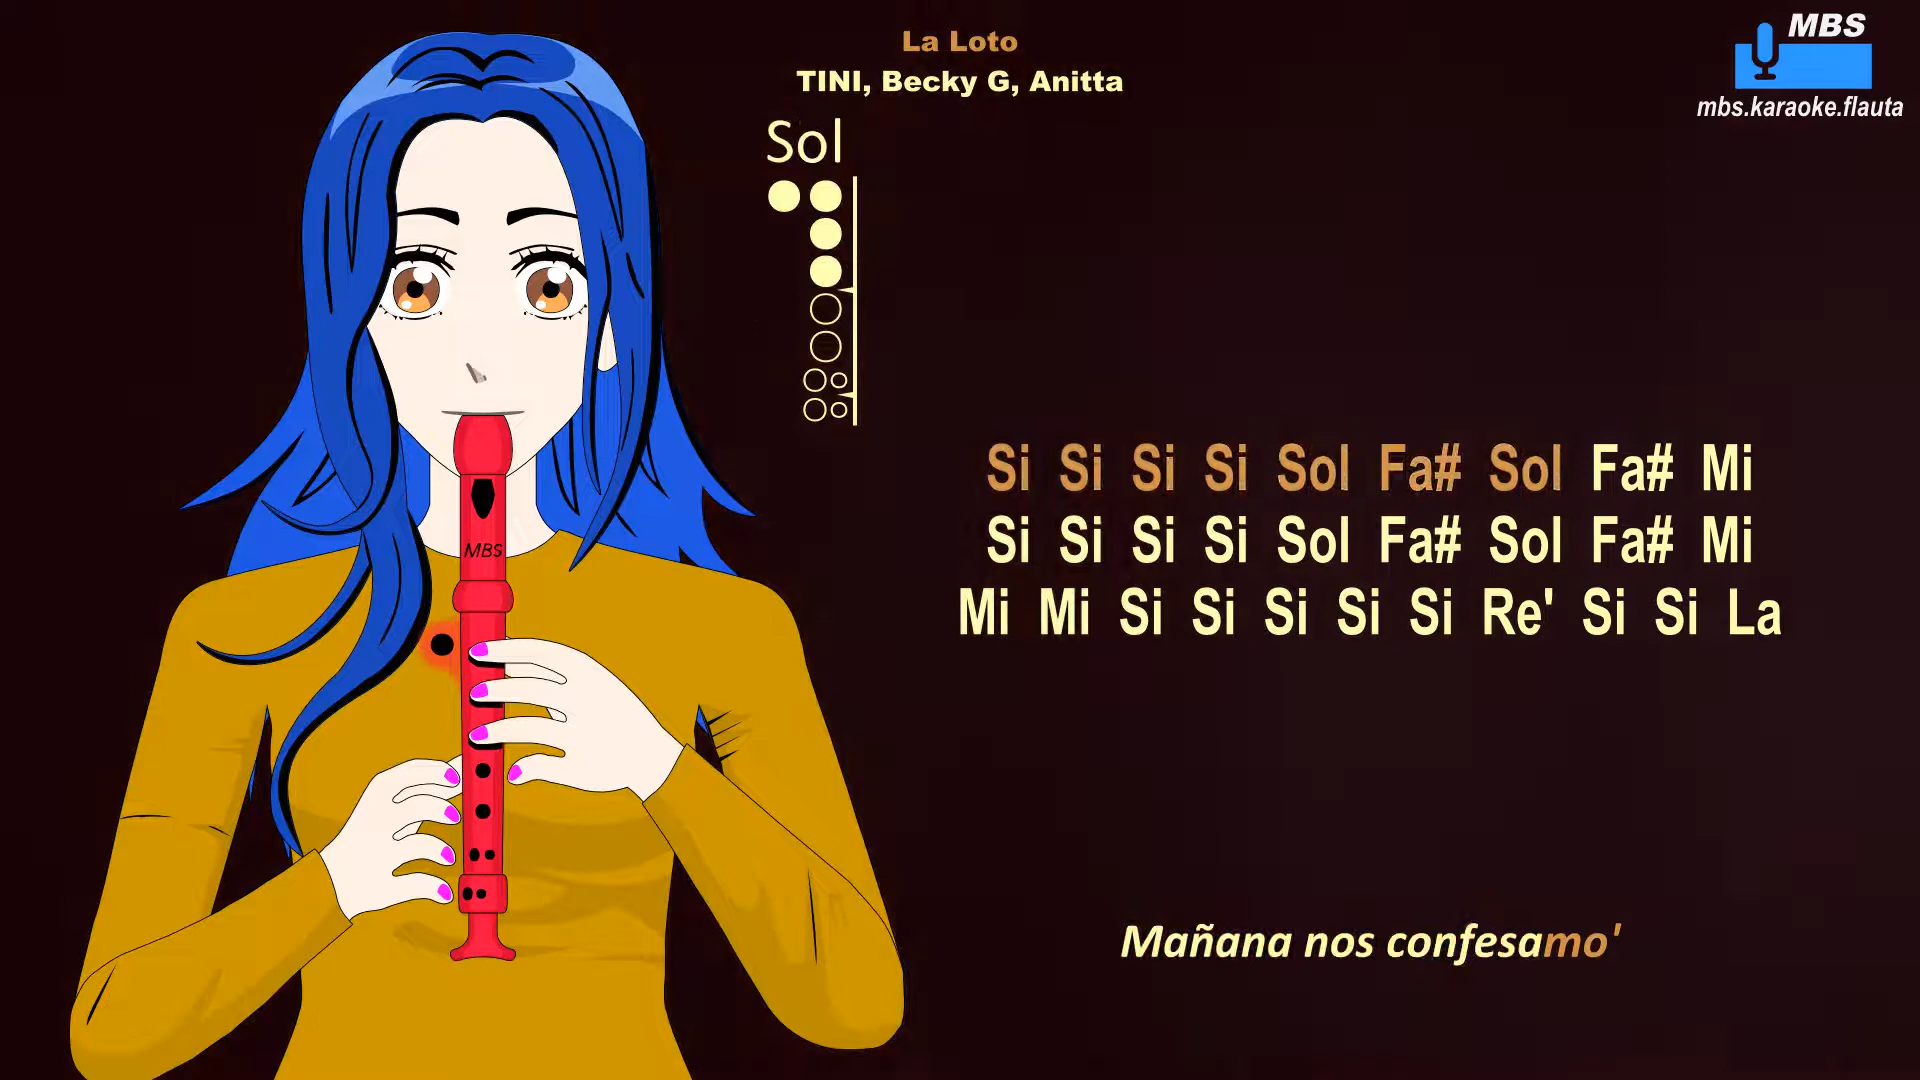 La Loto
TINI, Becky G, Anitta
MBS
mbs.karaoke.flauta
Sol
Si Si Si Si Sol Fa# Sol Fa# Mi
Si Si Si Si Sol Fa# Sol Fa# Mi
Mi Mi Si Si Si Si Si Re' Si Si La
MBS
Mañana nos confesamo'